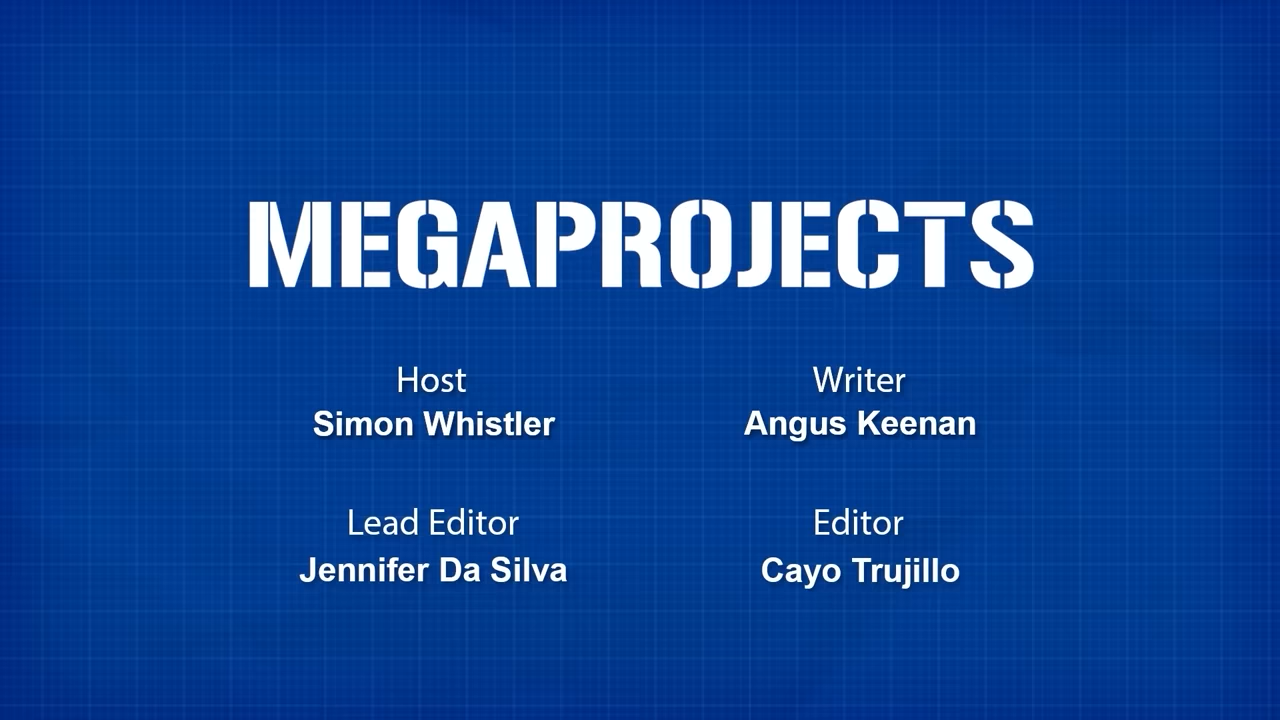 MEGAPROJECTS
Host
Simon Whistler
Writer
Angus Keenan
Lead Editor
Jennifer Da Silva
Editor
Cayo Trujillo